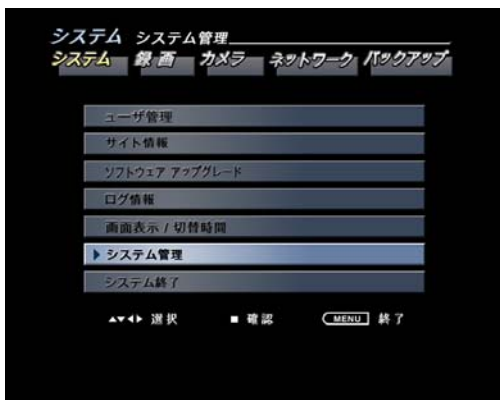 システム システム管理
システム 録画 カメラ ネットワーク バックアップ
ユーザ管理
サイト情報
ソフトウェア アップグレード
ログ情報
画面表示 / 切替時間
システム管理
システム終了
▲▼◀▶ 選択 ■ 確認 MENU 終了